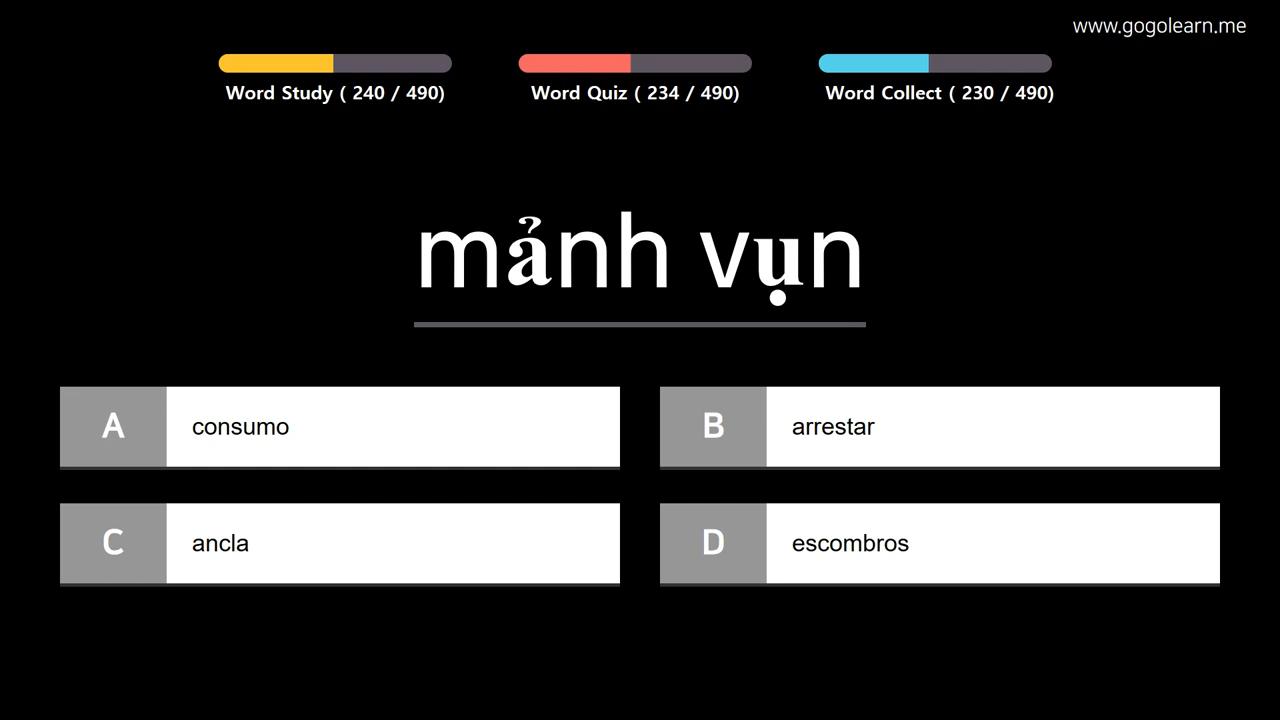 www.gogolearn.me
Word Study ( 240 / 490)
Word Quiz ( 234 / 490)
Word Collect ( 230 / 490)
mảnh vụn
A consumo
B arrestar
C ancla
D escombros